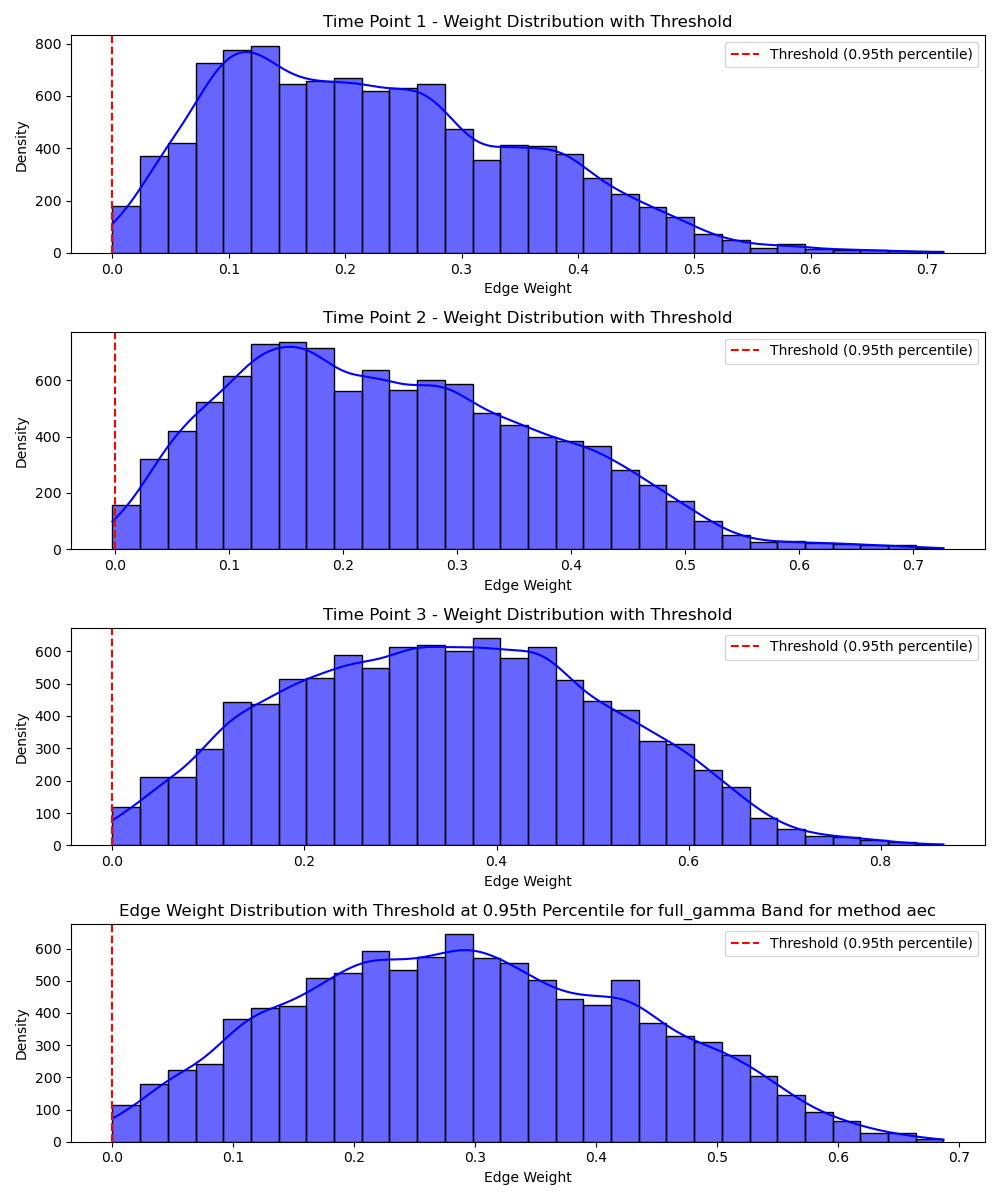 Time Point 1 - Weight Distribution with Threshold
Threshold (0.95th percentile)
Density
800
600
400
200
0
0.0 0.1 0.2 0.3 0.4 0.5 0.6 0.7
Edge Weight
Time Point 2 - Weight Distribution with Threshold
Threshold (0.95th percentile)
Density
600
400
200
0
0.0 0.1 0.2 0.3 0.4 0.5 0.6 0.7
Edge Weight
Time Point 3 - Weight Distribution with Threshold
Threshold (0.95th percentile)
Density
600
500
400
300
200
100
0
0.0 0.2 0.4 0.6 0.8
Edge Weight
Edge Weight Distribution with Threshold at 0.95th Percentile for full_gamma Band for method aec
Threshold (0.95th percentile)
Density
600
500
400
300
200
100
0
0.0 0.1 0.2 0.3 0.4 0.5 0.6 0.7
Edge Weight